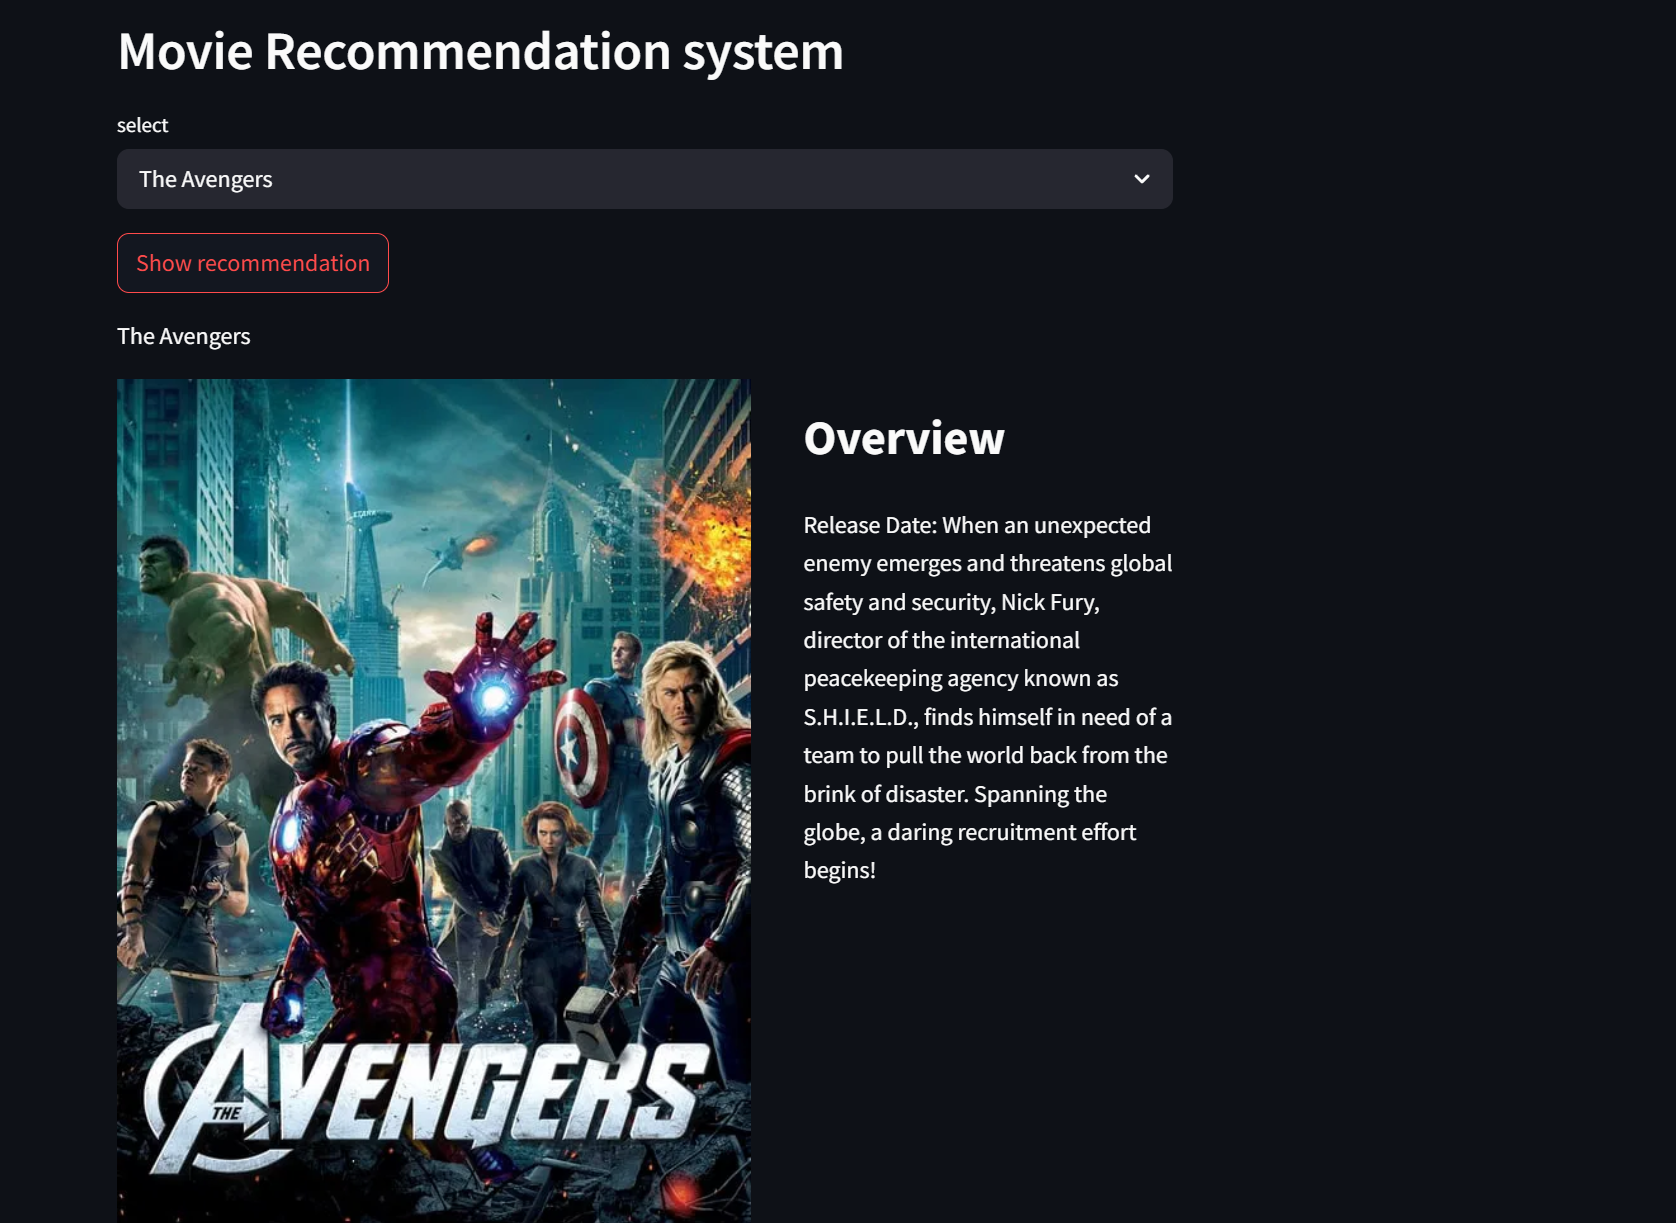 Movie Recommendation system
select
The Avengers
Show recommendation
The Avengers
Overview
Release Date: When an unexpected
enemy emerges and threatens global
safety and security, Nick Fury,
director of the international
peacekeeping agency known as
S.H.I.E.L.D., finds himself in need of a
team to pull the world back from the
brink of disaster. Spanning the
globe, a daring recruitment effort
begins!
STARK
THE AVENGERS